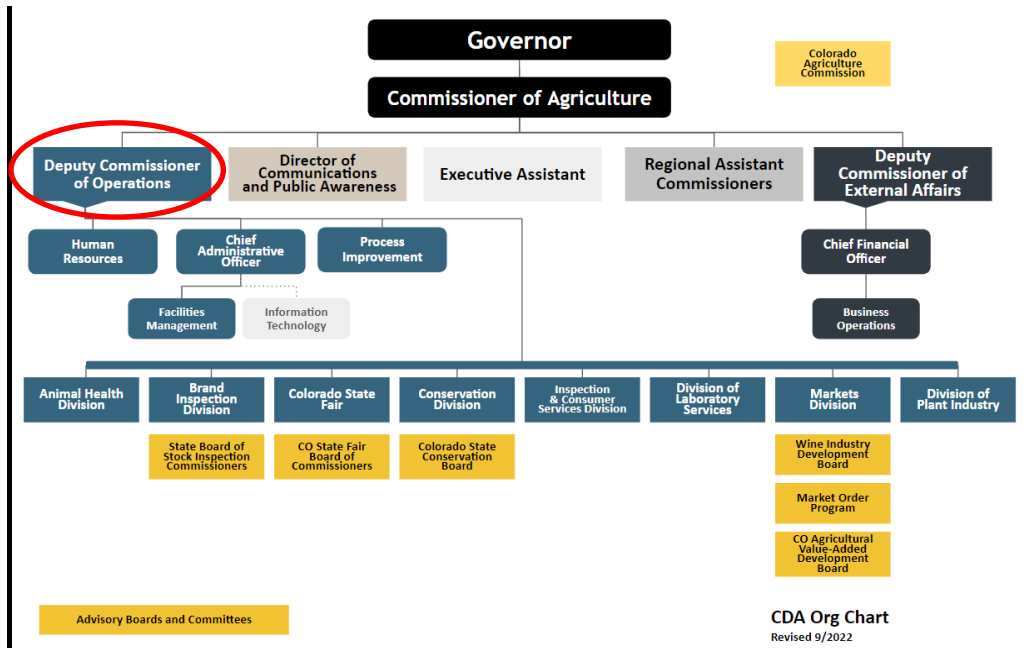 Governor
Colorado
Agriculture
Commission
Commissioner of Agriculture
Deputy Commissioner
of Operations
Director of
Communications
and Public Awareness
Executive Assistant
Regional Assistant
Commissioners
Deputy
Commissioner of
External Affairs
Human
Resources
Chief
Administrative
Officer
Process
Improvement
Chief Financial
Officer
Facilities
Management
Information
Technology
Business
Operations
Animal Health
Division
Brand
Inspection
Division
Colorado State
Fair
Conservation
Division
Inspection
& Consumer
Services Division
Division of
Laboratory
Services
Markets
Division
Division of
Plant Industry
State Board of
Stock Inspection
Commissioners
CO State Fair
Board of
Commissioners
Colorado State
Conservation
Board
Wine Industry
Development
Board
Market Order
Program
CO Agricultural
Value-Added
Development
Board
Advisory Boards and Committees
CDA Org Chart
Revised 9/2022